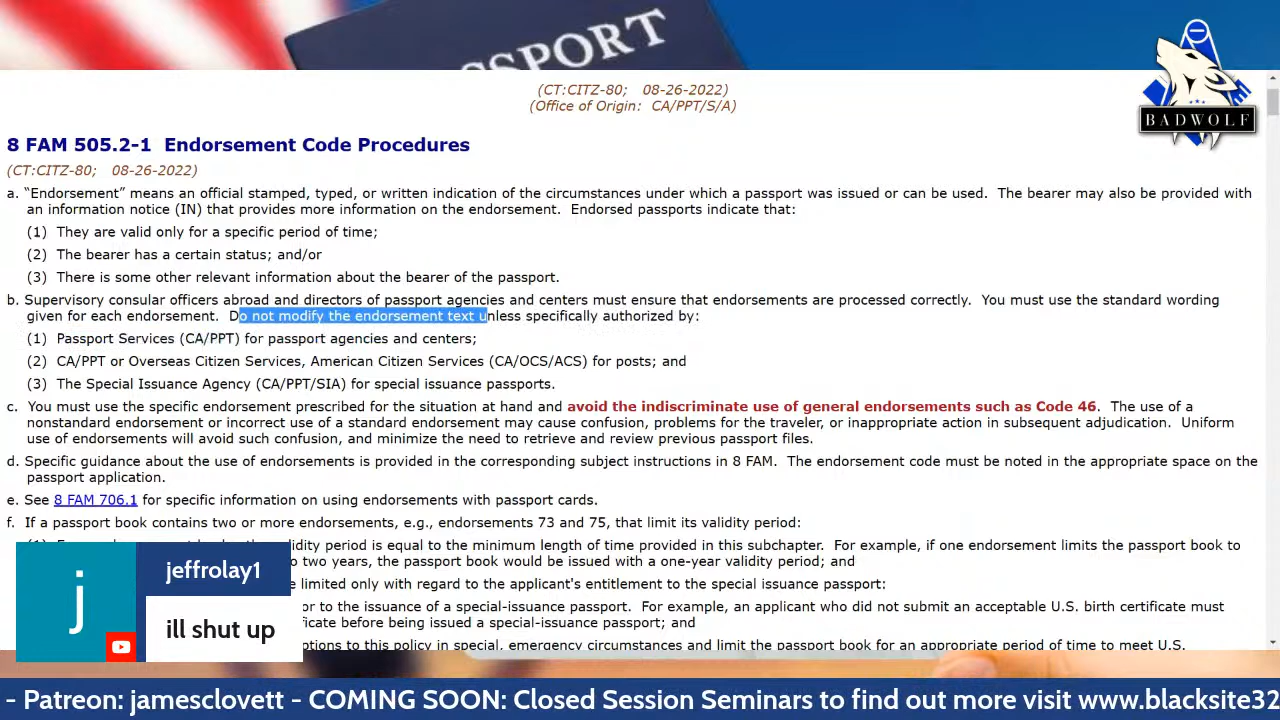 SSPORT
BADWOLF
(CT:CITZ-80;   08-26-2022)
(Office of Origin:  CA/PPT/S/A)
8 FAM 505.2-1  Endorsement Code Procedures
(CT:CITZ-80;   08-26-2022)
a. “Endorsement” means an official stamped, typed, or written indication of the circumstances under which a passport was issued or can be used.  The bearer may also be provided with
an information notice (IN) that provides more information on the endorsement.  Endorsed passports indicate that:
(1)  They are valid only for a specific period of time;
(2)  The bearer has a certain status; and/or
(3)  There is some other relevant information about the bearer of the passport.
b. Supervisory consular officers abroad and directors of passport agencies and centers must ensure that endorsements are processed correctly.  You must use the standard wording
given for each endorsement.  Do not modify the endorsement text unless specifically authorized by:
(1)  Passport Services (CA/PPT) for passport agencies and centers;
(2)  CA/PPT or Overseas Citizen Services, American Citizen Services (CA/OCS/ACS) for posts; and
(3)  The Special Issuance Agency (CA/PPT/SIA) for special issuance passports.
c.  You must use the specific endorsement prescribed for the situation at hand and avoid the indiscriminate use of general endorsements such as Code 46.  The use of a
nonstandard endorsement or incorrect use of a standard endorsement may cause confusion, problems for the traveler, or inappropriate action in subsequent adjudication.  Uniform
use of endorsements will avoid such confusion, and minimize the need to retrieve and review previous passport files.
d. Specific guidance about the use of endorsements is provided in the corresponding subject instructions in 8 FAM.  The endorsement code must be noted in the appropriate space on the
passport application.
e. See 8 FAM 706.1 for specific information on using endorsements with passport cards.
f.  If a passport book contains two or more endorsements, e.g., endorsements 73 and 75, that limit its validity period:
validity period is equal to the minimum length of time provided in this subchapter.  For example, if one endorsement limits the passport book to
two years, the passport book would be issued with a one-year validity period; and
limited only with regard to the applicant's entitlement to the special issuance passport:
or to the issuance of a special-issuance passport.  For example, an applicant who did not submit an acceptable U.S. birth certificate must
ificate before being issued a special-issuance passport; and
ptions to this policy in special, emergency circumstances and limit the passport book for an appropriate period of time to meet U.S.
j
jeffrolay1
ill shut up
- Patreon: jamesclovett - COMING SOON: Closed Session Seminars to find out more visit www.blacksite32